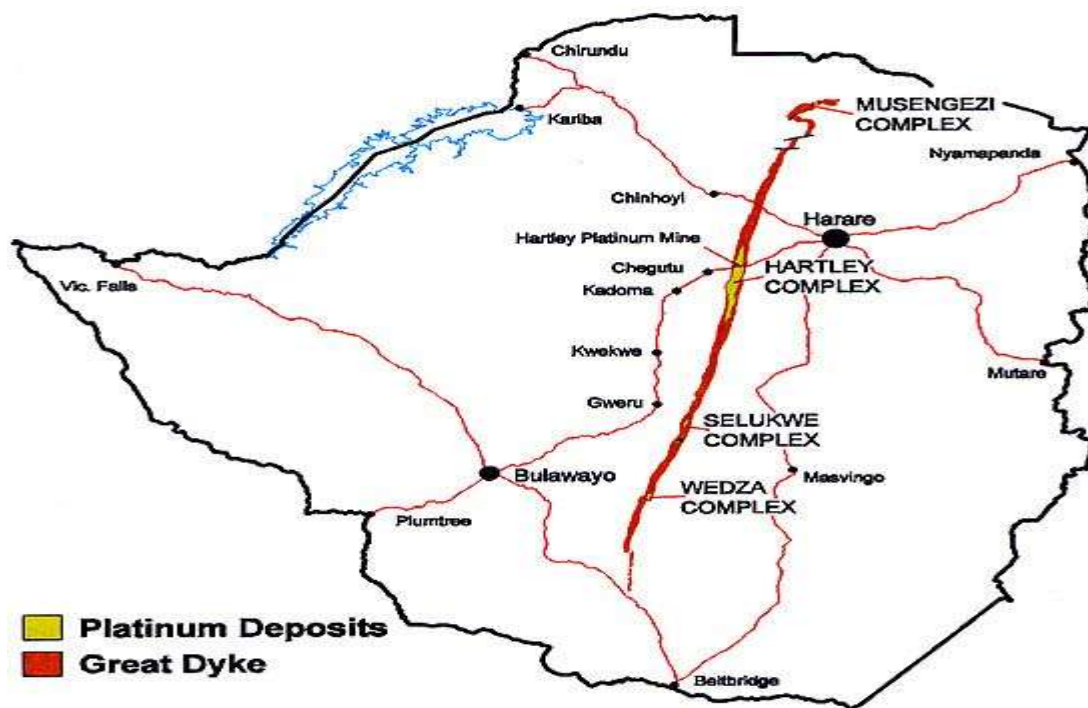 Chirundu
Kariba
MUSENGEZI
COMPLEX
Nyamapanda
Chinhoyi
Harare
Hartley Platinum Mine
Chegutu
HARTLEY
COMPLEX
Vic. Falls
Kadoma
Kwekwe
Mutare
Gweru
SELUKWE
COMPLEX
Bulawayo
Masvingo
WEDZA
COMPLEX
Plumtree
Platinum Deposits
Great Dyke
Beitbridge